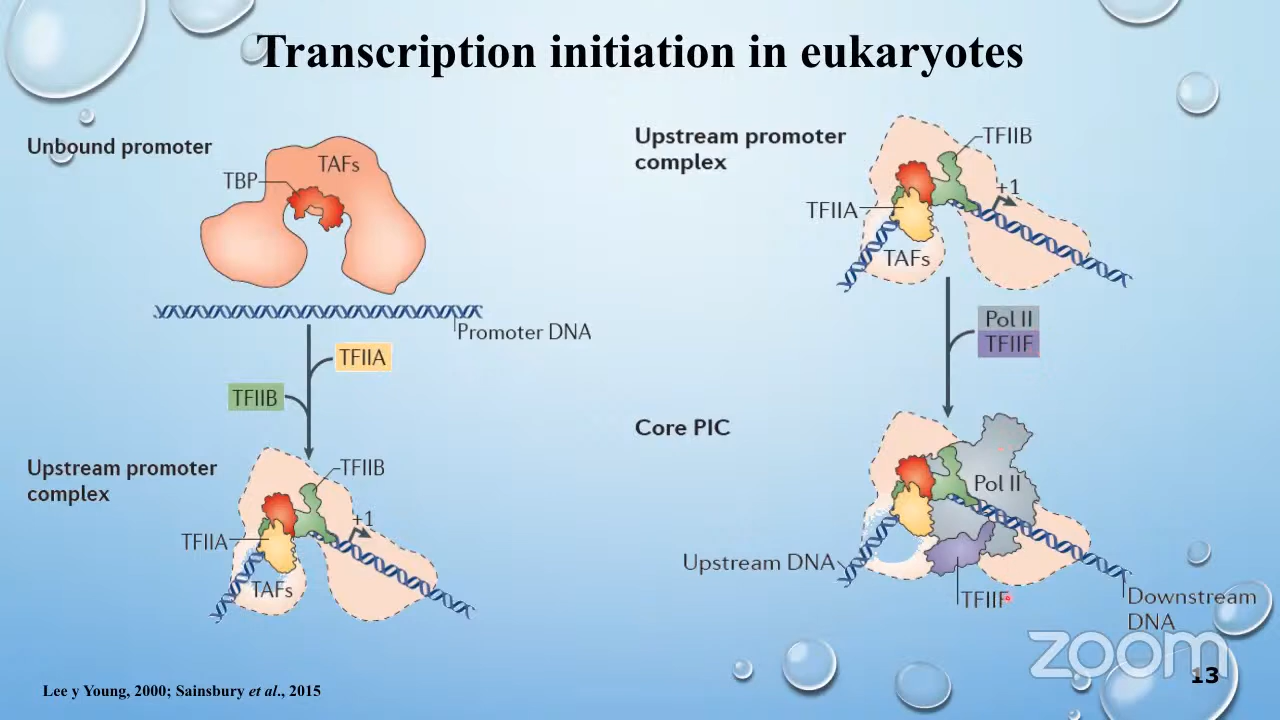 Transcription initiation in eukaryotes
Unbound promoter
TAFs
TBP
Promoter DNA
TFIIA
TFIIB
Upstream promoter
complex
TFIIB
+1
TFIIA
TAFs
Upstream promoter
complex
TFIIB
+1
TFIIA
TAFs
Pol II
TFIIF
Core PIC
Pol II
Upstream DNA
TFIIF
Downstream
DNA
zoom
13
Lee y Young, 2000; Sainsbury et al., 2015